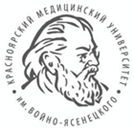 КРАСНОЯРСКИЙ МЕДИЦИНСКИЙ УНИВЕРСИТЕТ
ИМ. ВОЙНО-ЯСЕНЕЦКОГО